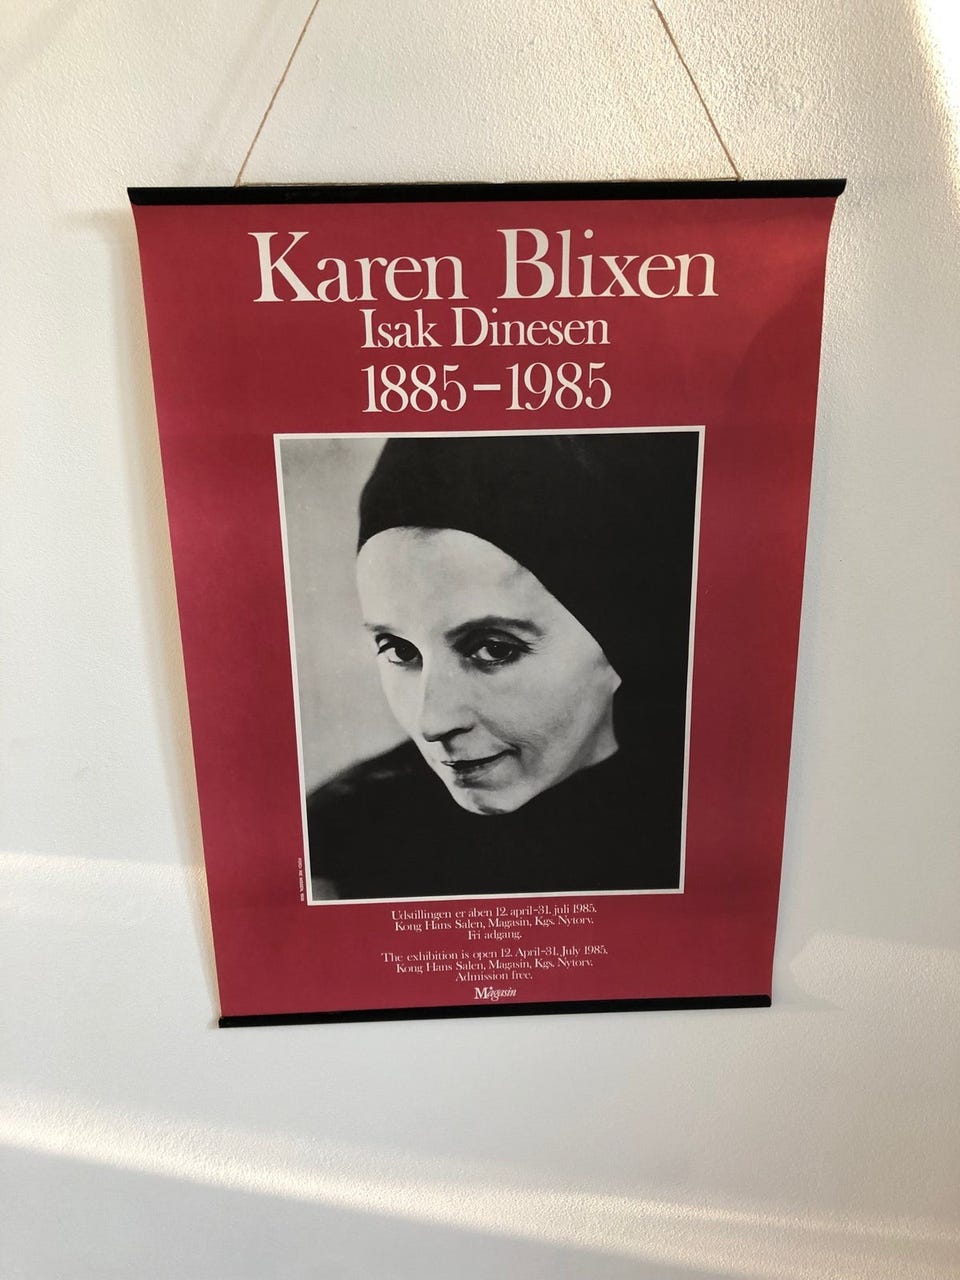 Karen Blixen
Isak Dinesen
1885–1985
Udstillingen er åben 12. april–31. juli 1985.
Kong Hans Salen, Magasin, Kgs. Nytorv.
Fri adgang.
The exhibition is open 12. April–31. July 1985.
Kong Hans Salen, Magasin, Kgs. Nytorv.
Admission free.
Magasin